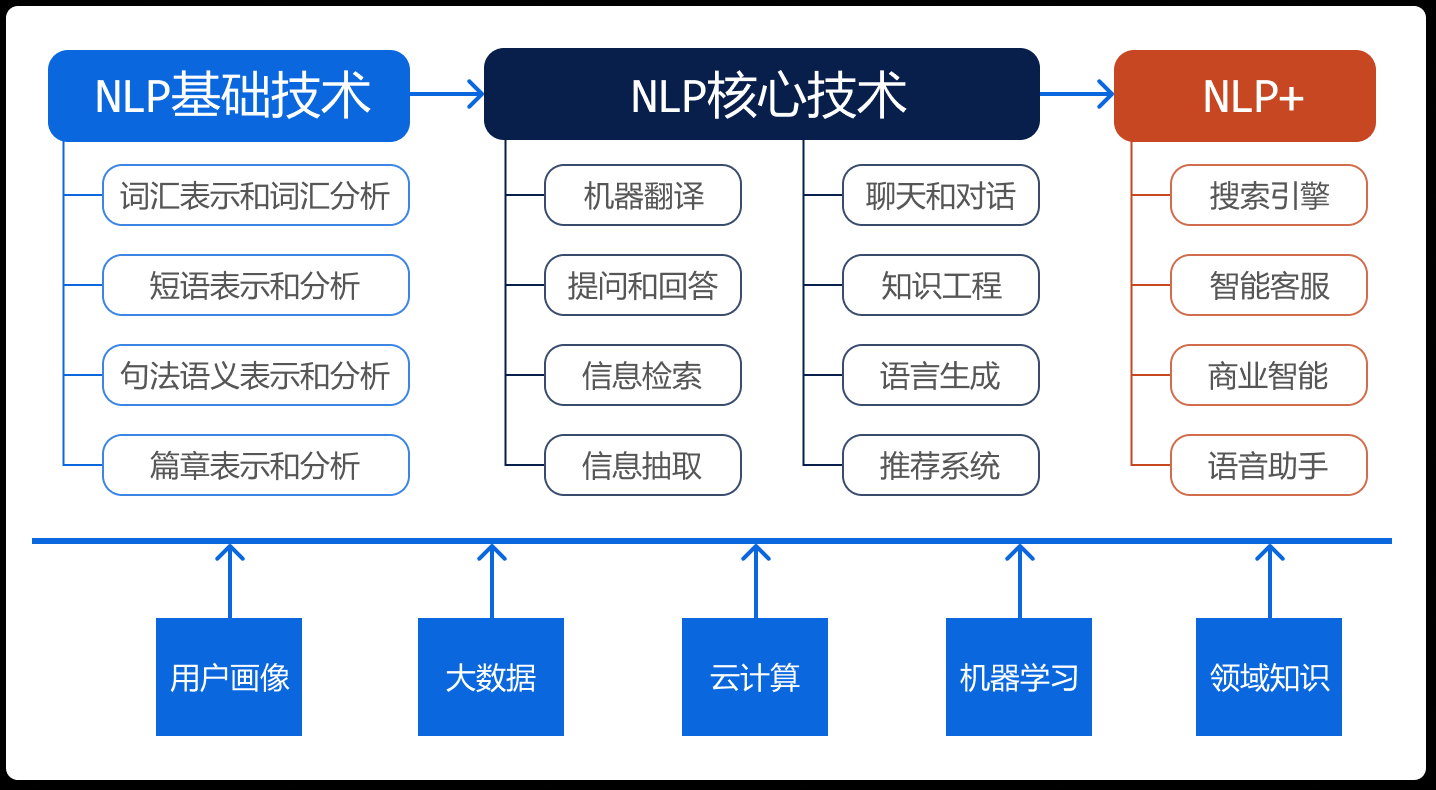 NLP基础技术
词汇表示和词汇分析
短语表示和分析
句法语义表示和分析
篇章表示和分析
NLP核心技术
机器翻译
提问和回答
信息检索
信息抽取
聊天和对话
知识工程
语言生成
推荐系统
NLP+
搜索引擎
智能客服
商业智能
语音助手
用户画像
大数据
云计算
机器学习
领域知识